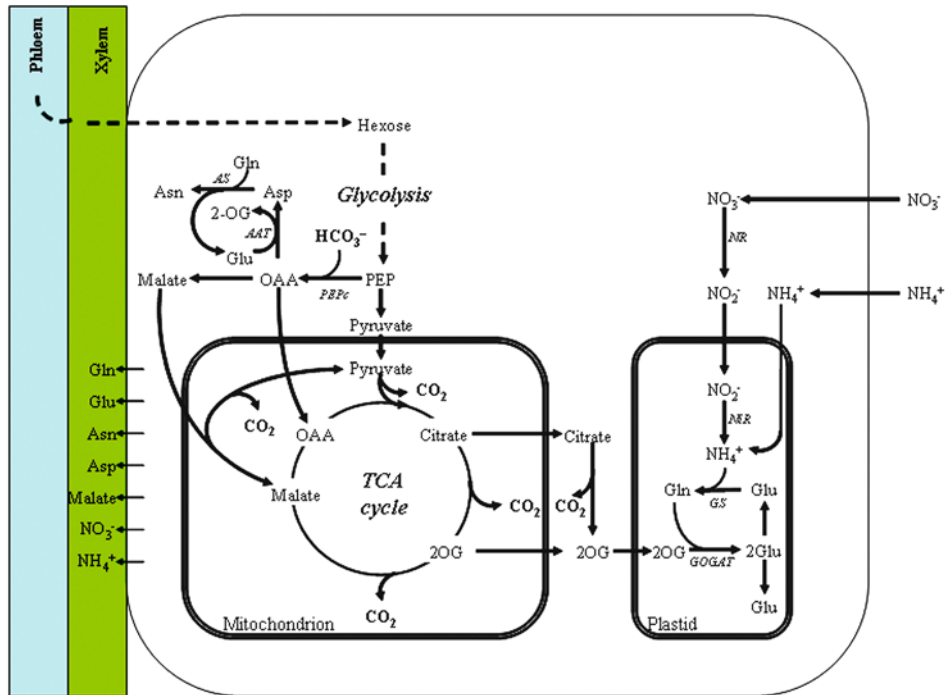 Phloem
Xylem
Hexose
Glycolysis
Gln
AS
Asn
Asp
2-OG
AAT
Glu
HCO₃⁻
Malate
OAA
PEPc
PEP
Pyruvate
NO₃⁻
NO₃⁻
NR
NO₂⁻
NH₄⁺
NH₄⁺
Gln
Glu
Asn
Asp
Malate
NO₃⁻
NH₄⁺
Pyruvate
CO₂
CO₂
OAA
Citrate
Citrate
Malate
TCA
cycle
CO₂
CO₂
2OG
2OG
CO₂
Mitochondrion
NO₂⁻
NiR
NH₄⁺
Gln
GS
Glu
2OG
GOGAT
2Glu
Glu
Plastid